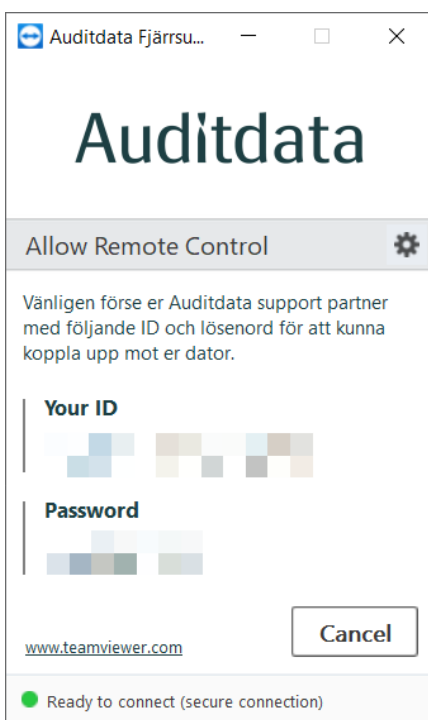 Auditdata Fjärrsu...
Auditdata
Allow Remote Control
Vänligen förse er Auditdata support partner
med följande ID och lösenord för att kunna
koppla upp mot er dator.
Your ID
Password
www.teamviewer.com
Cancel
Ready to connect (secure connection)